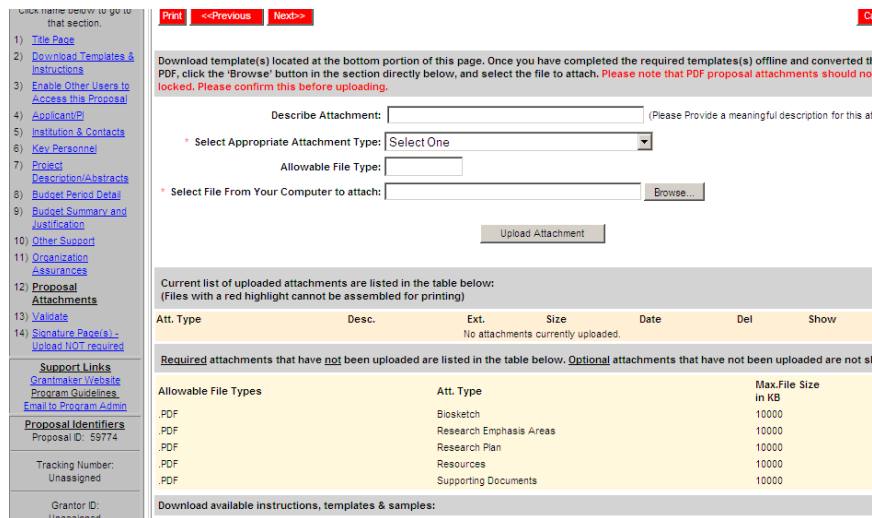 Click name below to go to
that section.
1) Title Page
2) Download Templates &
Instructions
3) Enable Other Users to
Access this Proposal
4) Applicant/PI
5) Institution & Contacts
6) Key Personnel
7) Project
Description/Abstracts
8) Budget Period Detail
9) Budget Summary and
Justification
10) Other Support
11) Organization
Assurances
12) Proposal
Attachments
13) Validate
14) Signature Page(s) -
Upload NOT required
Support Links
Grantmaker Website
Program Guidelines
Email to Program Admin
Proposal Identifiers
Proposal ID: 59774
Tracking Number:
Unassigned
Grantor ID:
Print <<Previous Next>>
Download template(s) located at the bottom portion of this page. Once you have completed the required templates(s) offline and converted
PDF, click the 'Browse' button in the section directly below, and select the file to attach. Please note that PDF proposal attachments should
locked. Please confirm this before uploading.
Describe Attachment: (Please Provide a meaningful description for this
* Select Appropriate Attachment Type: Select One
Allowable File Type:
* Select File From Your Computer to attach: Browse...
Upload Attachment
Current list of uploaded attachments are listed in the table below:
(Files with a red highlight cannot be assembled for printing)
Att. Type Desc. Ext. Size Date Del Show
No attachments currently uploaded.
Required attachments that have not been uploaded are listed in the table below. Optional attachments that have not been uploaded are not
Allowable File Types Att. Type Max.File Size
in KB
.PDF Biosketch 10000
.PDF Research Emphasis Areas 10000
.PDF Research Plan 10000
.PDF Resources 10000
.PDF Supporting Documents 10000
Download available instructions, templates & samples: